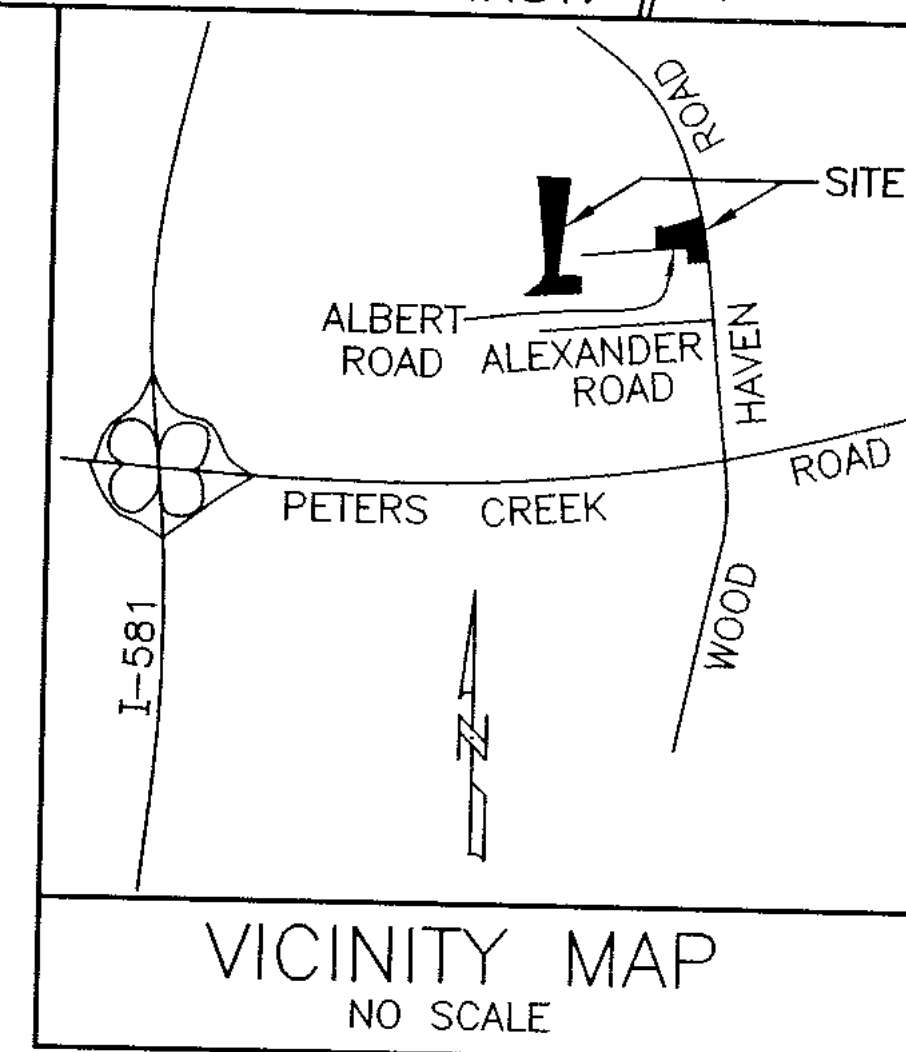 ROAD
SITE
ALBERT
ROAD
ALEXANDER
ROAD
HAVEN
ROAD
PETERS CREEK
WOOD
I-581
N
VICINITY MAP
NO SCALE